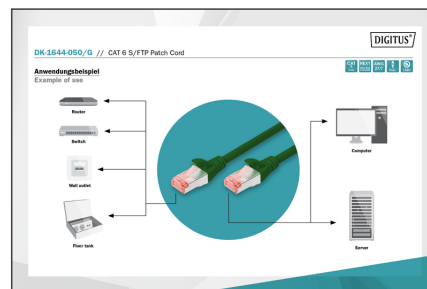 DIGITUS®
DK-1644-050/G // CAT 6 S/FTP Patch Cord
Anwendungsbeispiel
Example of use
Router
Switch
Wall outlet
Floor tank
Computer
Server